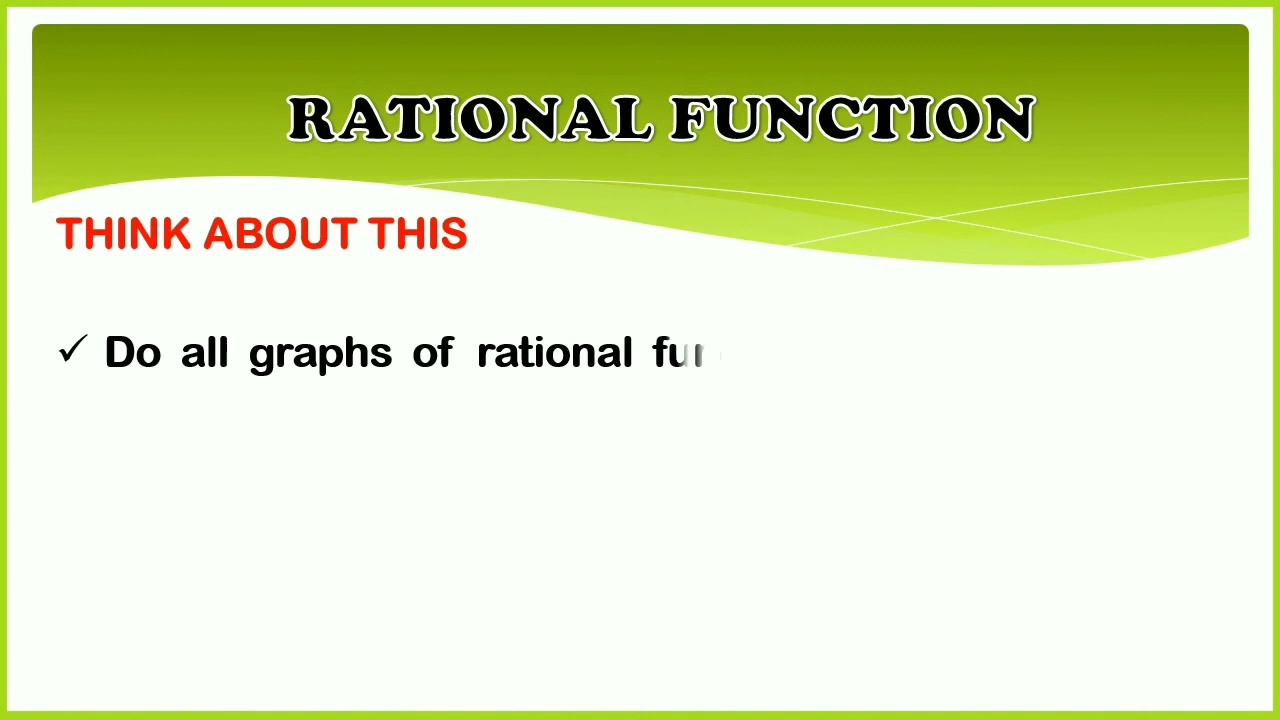 RATIONAL FUNCTION
THINK ABOUT THIS
✓ Do all graphs of rational